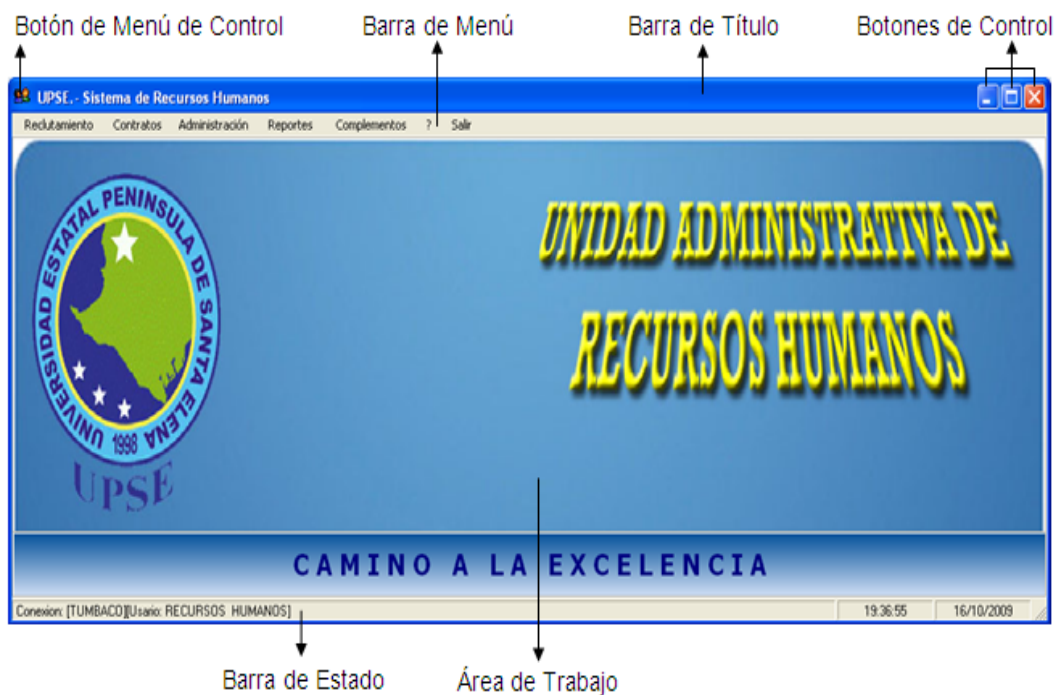 Botón de Menú de Control Barra de Menú Barra de Título Botones de Control
UPSE.- Sistema de Recursos Humanos
Reclutamiento Contratos Administración Reportes Complementos ? Salir
UNIVERSIDAD ESTATAL PENINSULA DE SANTA ELENA
1998
UPSE
UNIDAD ADMINISTRATIVA DE
RECURSOS HUMANOS
CAMINO A LA EXCELENCIA
Conexion: [TUMBACO][Usario: RECURSOS HUMANOS] 19:36:55 16/10/2009
Barra de Estado Área de Trabajo